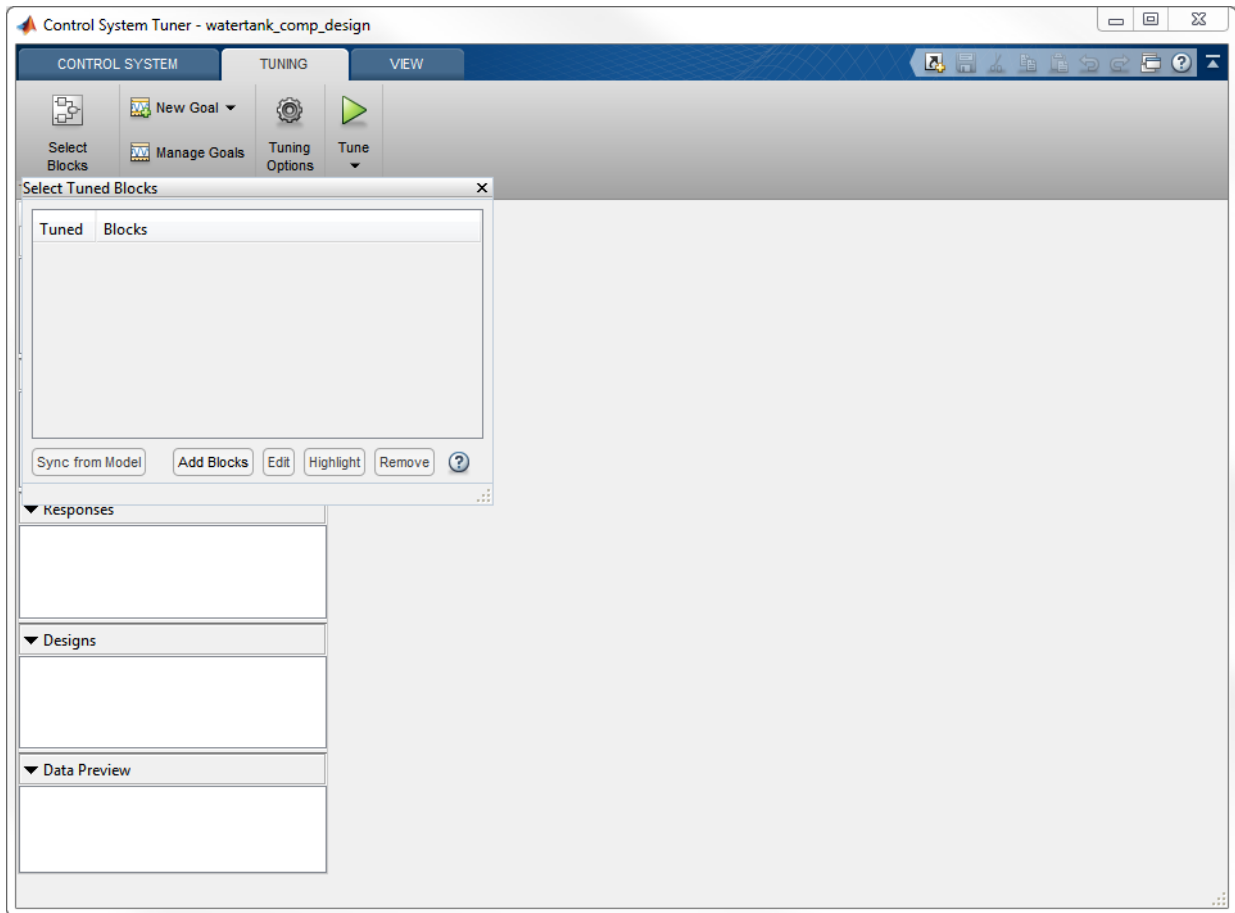 Control System Tuner - watertank_comp_design
CONTROL SYSTEM TUNING VIEW
New Goal
Select Blocks
Manage Goals
Tuning Options
Tune
Select Tuned Blocks
Tuned Blocks
Sync from Model Add Blocks Edit Highlight Remove
Responses
Designs
Data Preview